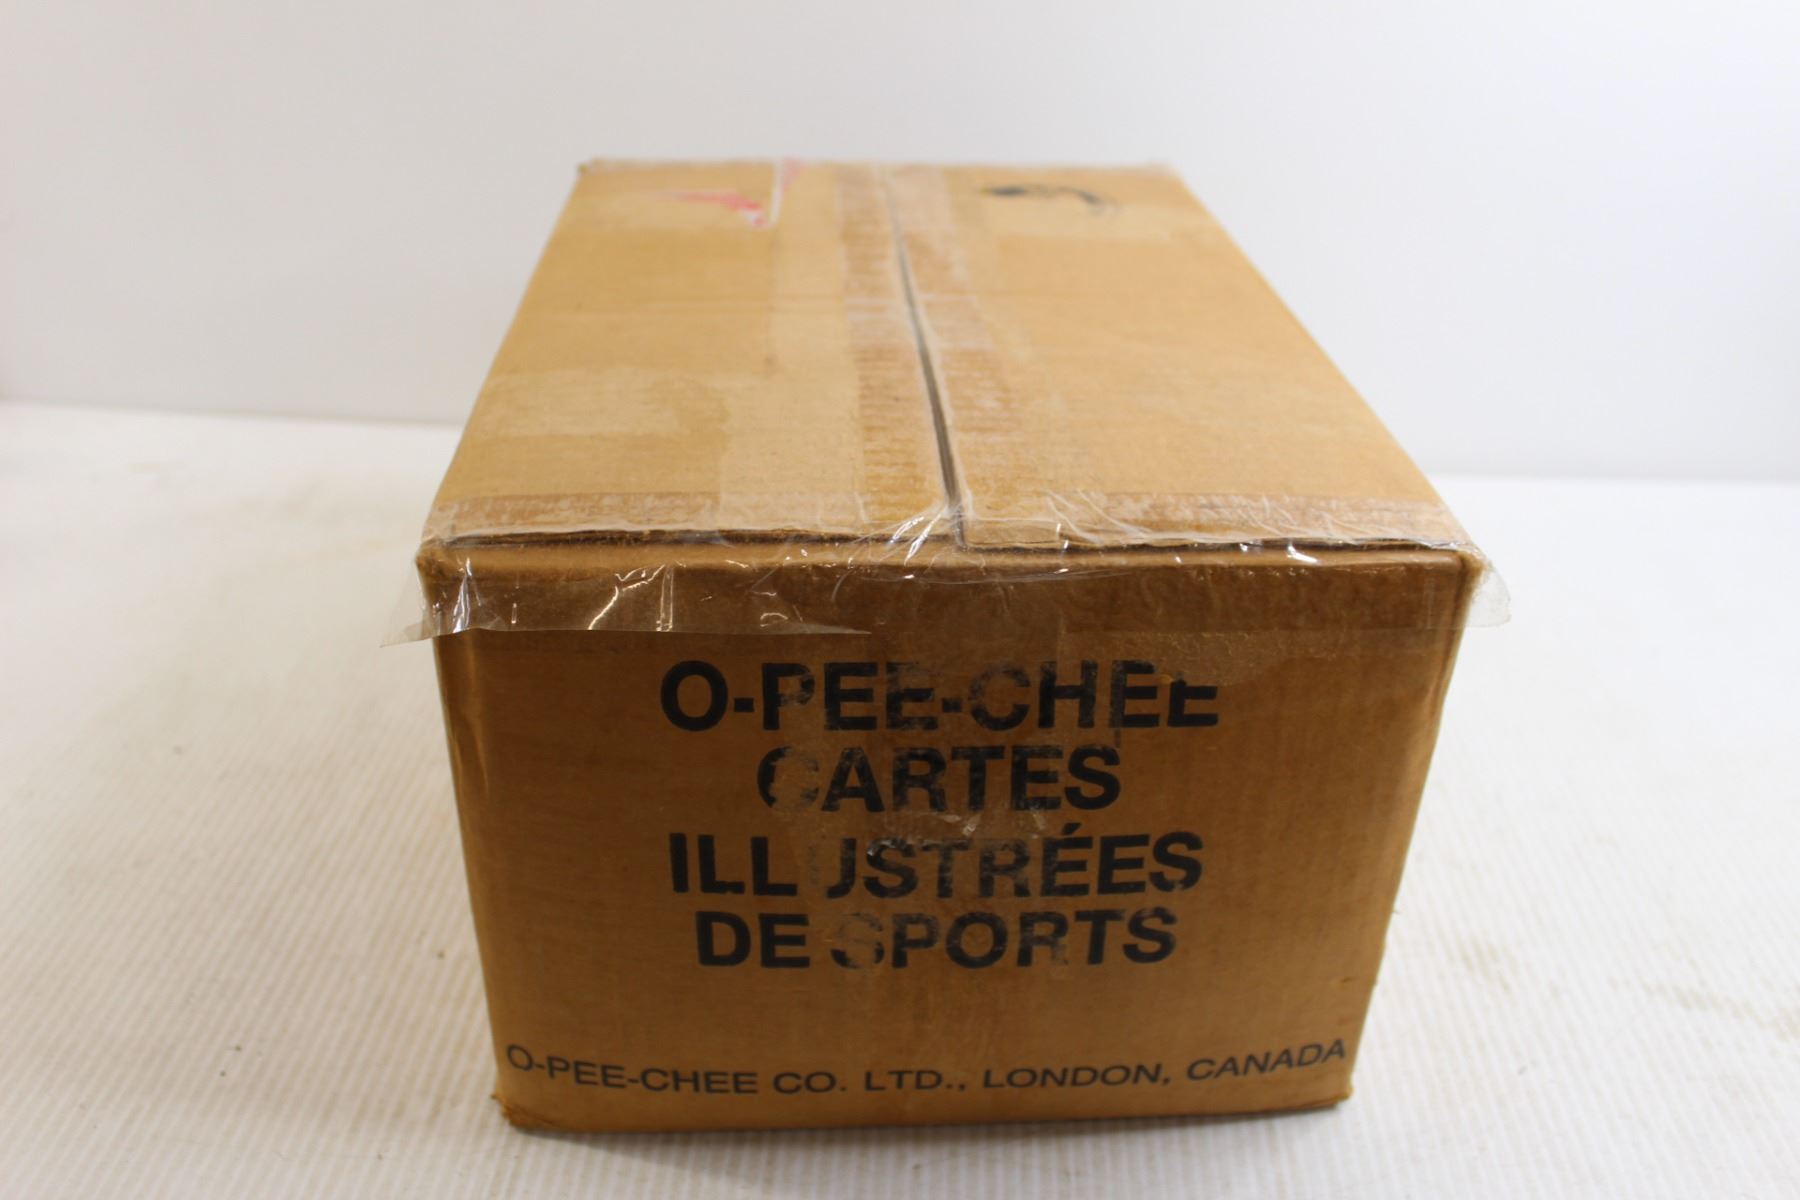 O-PEE-CHEE
CARTES
ILLUSTRÉES
DE SPORTS
O-PEE-CHEE CO. LTD., LONDON, CANADA